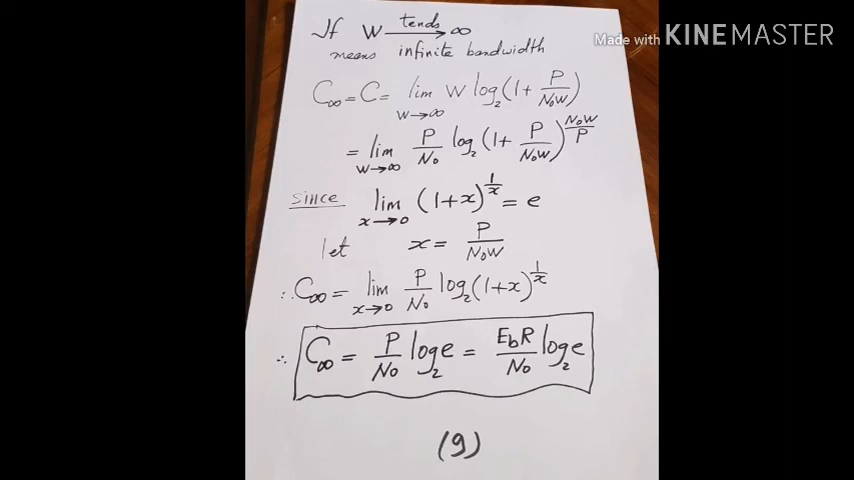 Made with KINEMASTER
If W tends→ ∞
means infinite bandwidth
C∞ = C = lim W→∞ W log₂(1 + P/N₀W)
= lim W→∞ P/N₀ log₂(1 + P/N₀W)^(N₀W/P)
since lim x→0 (1+x)^(1/x) = e
let x = P/N₀W
∴ C∞ = lim x→0 P/N₀ log₂(1+x)^(1/x)
∴ C∞ = P/N₀ log₂e = E_bR/N₀ log₂e
(9)